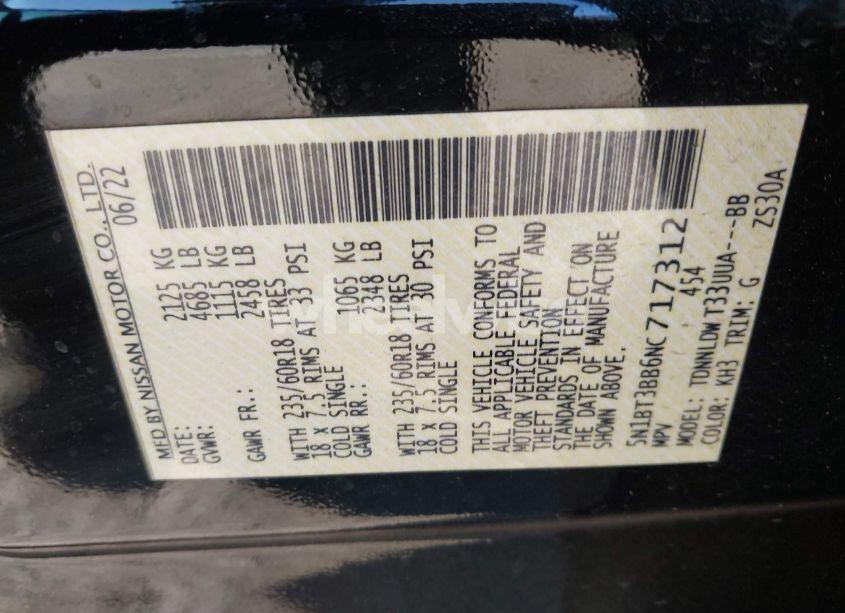 MFD BY NISSAN MOTOR CO., LTD.
DATE: 06/22
GVWR: 2125 KG
4685 LB
1115 KG
GAWR FR.: 2458 LB
WITH 235/60R18 TIRES
18 X 7.5 RIMS AT 33 PSI
COLD SINGLE 1065 KG
GAWR RR.: 2348 LB
WITH 235/60R18 TIRES
18 X 7.5 RIMS AT 30 PSI
COLD SINGLE
THIS VEHICLE CONFORMS TO
ALL APPLICABLE FEDERAL
MOTOR VEHICLE SAFETY AND
THEFT PREVENTION
STANDARDS IN EFFECT ON
THE DATE OF MANUFACTURE
SHOWN ABOVE.
5N1BT3BB6NC717312
MPV 454
MODEL: TDNNLDWT33UUA---BB
COLOR: KH3 TRIM: G ZS30A